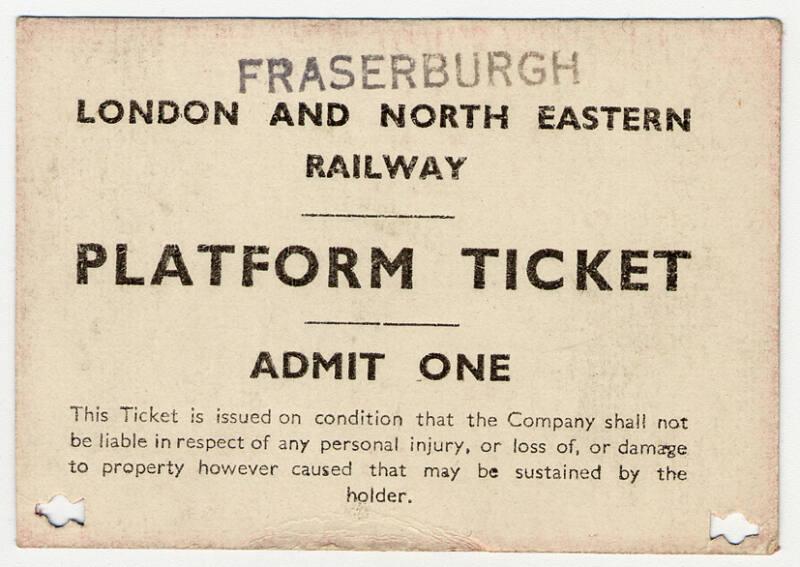 FRASERBURGH
LONDON AND NORTH EASTERN
RAILWAY
PLATFORM TICKET
ADMIT ONE
This Ticket is issued on condition that the Company shall not
be liable in respect of any personal injury, or loss of, or damage
to property however caused that may be sustained by the
holder.